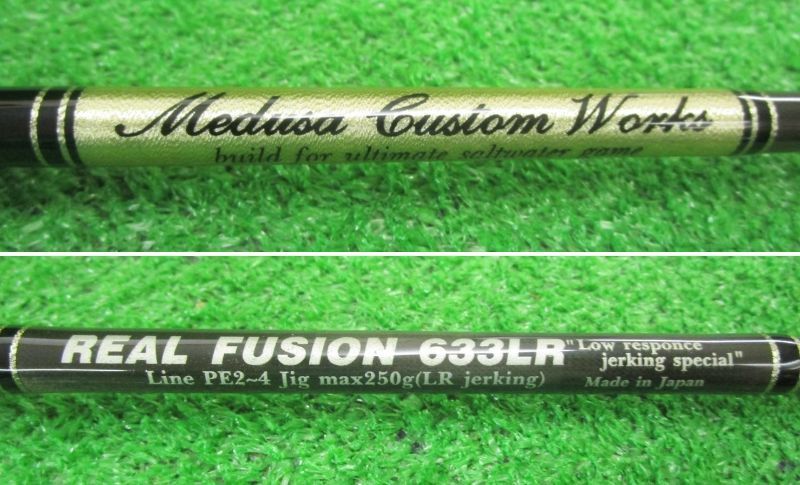 Medusa Custom Works
build for ultimate saltwater game
REAL FUSION 633LR "Low responce
jerking special"
Line PE2~4 Jig max250g(LR jerking) Made in Japan